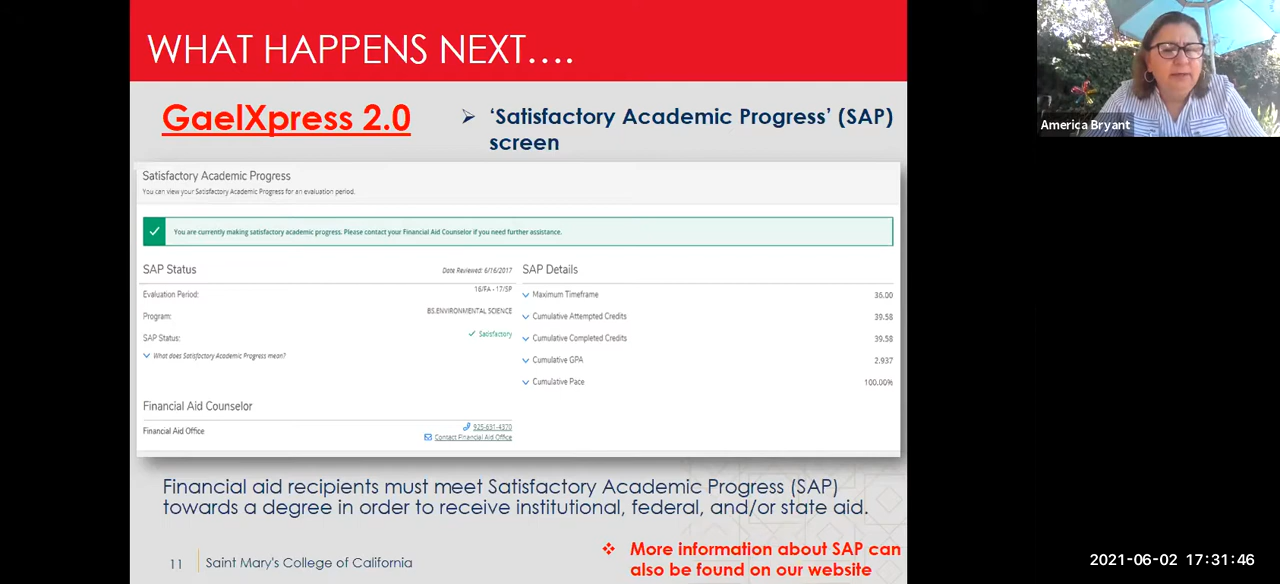 WHAT HAPPENS NEXT….
GaelXpress 2.0
➢ ‘Satisfactory Academic Progress’ (SAP)
screen
America Bryant
Satisfactory Academic Progress
You can view your Satisfactory Academic Progress for an evaluation period.
You are currently making satisfactory academic progress. Please contact your Financial Aid Counselor if you need further assistance.
SAP Status
Date Reviewed: 6/16/2017
Evaluation Period:
16/FA - 17/SP
Program:
BS.ENVIRONMENTAL SCIENCE
SAP Status:
Satisfactory
What does Satisfactory Academic Progress mean?
SAP Details
Maximum Timeframe 36.00
Cumulative Attempted Credits 39.58
Cumulative Completed Credits 39.58
Cumulative GPA 2.937
Cumulative Pace 100.00%
Financial Aid Counselor
Financial Aid Office
925-631-4370
Contact Financial Aid Office
Financial aid recipients must meet Satisfactory Academic Progress (SAP)
towards a degree in order to receive institutional, federal, and/or state aid.
❖ More information about SAP can
also be found on our website
11 Saint Mary's College of California
2021-06-02 17:31:46